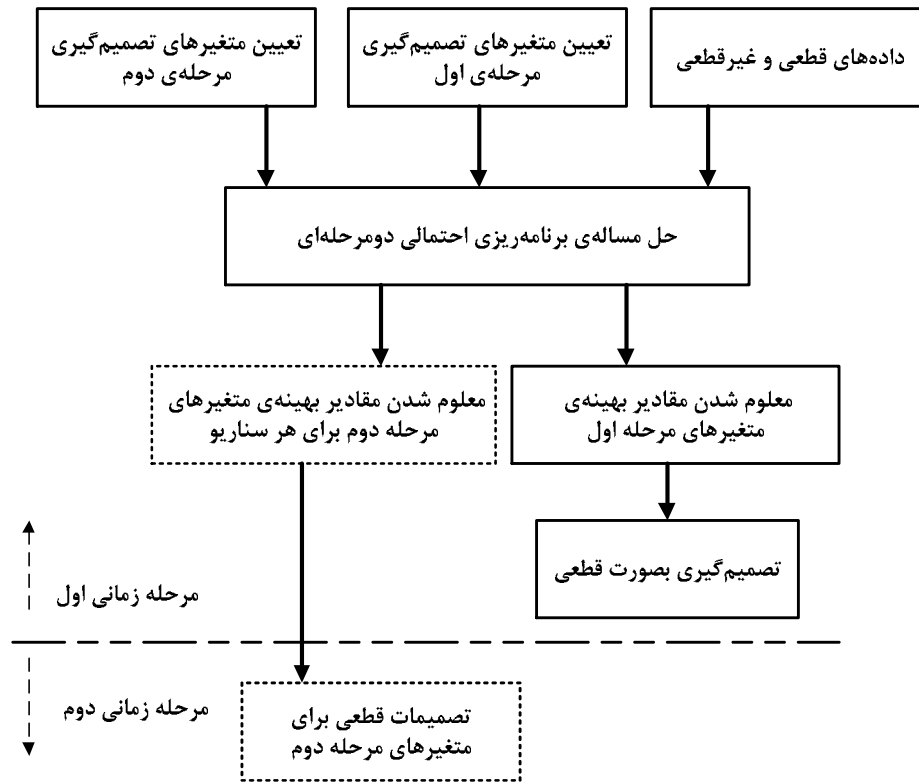 داده‌های قطعی و غیرقطعی
تعیین متغیرهای تصمیم‌گیری
مرحله‌ی اول
تعیین متغیرهای تصمیم‌گیری
مرحله‌ی دوم
حل مساله‌ی برنامه‌ریزی احتمالی دومرحله‌ای
معلوم شدن مقادیر بهینه‌ی
متغیرهای مرحله اول
معلوم شدن مقادیر بهینه‌ی متغیرهای
مرحله دوم برای هر سناریو
تصمیم‌گیری بصورت قطعی
مرحله زمانی اول
مرحله زمانی دوم
تصمیمات قطعی برای
متغیرهای مرحله دوم